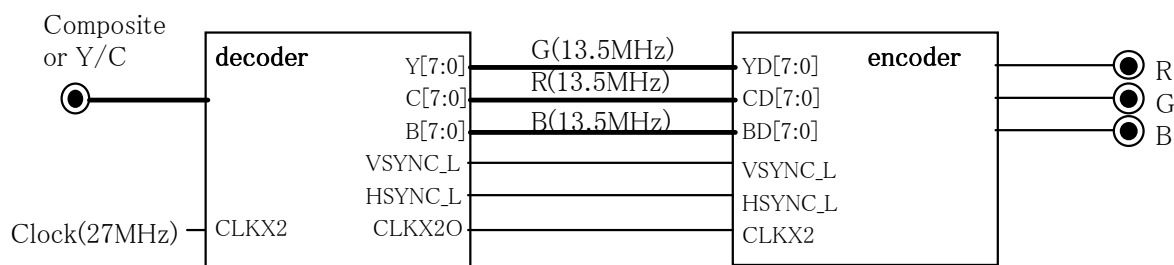 Composite
or Y/C
decoder
Y[7:0]
C[7:0]
B[7:0]
VSYNC_L
HSYNC_L
CLKX2O
Clock(27MHz)
CLKX2
G(13.5MHz)
R(13.5MHz)
B(13.5MHz)
encoder
YD[7:0]
CD[7:0]
BD[7:0]
VSYNC_L
HSYNC_L
CLKX2
R
G
B